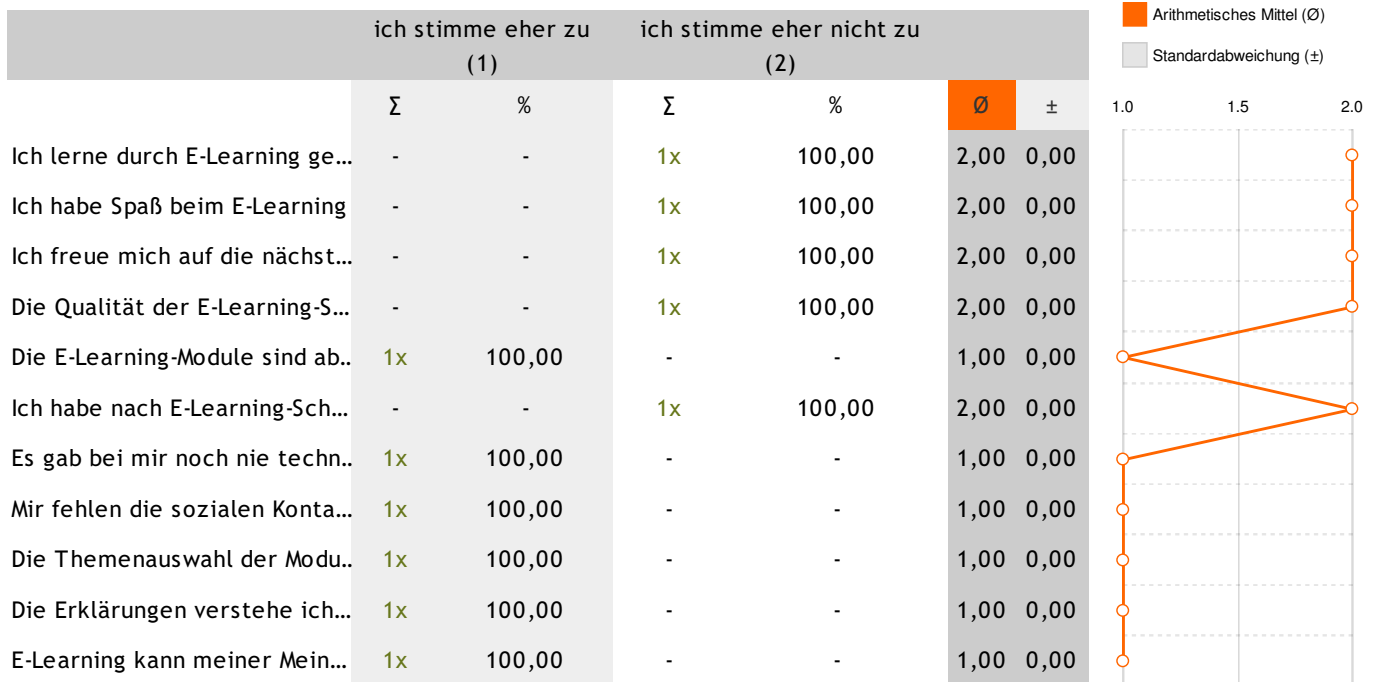 Arithmetisches Mittel (Ø)
Standardabweichung (±)
ich stimme eher zu (1) ich stimme eher nicht zu (2)
Σ % Σ % Ø ± 1.0 1.5 2.0
Ich lerne durch E-Learning ge... - - 1x 100,00 2,00 0,00
Ich habe Spaß beim E-Learning - - 1x 100,00 2,00 0,00
Ich freue mich auf die nächst... - - 1x 100,00 2,00 0,00
Die Qualität der E-Learning-S... - - 1x 100,00 2,00 0,00
Die E-Learning-Module sind ab.. 1x 100,00 - - 1,00 0,00
Ich habe nach E-Learning-Sch... - - 1x 100,00 2,00 0,00
Es gab bei mir noch nie techn.. 1x 100,00 - - 1,00 0,00
Mir fehlen die sozialen Konta... 1x 100,00 - - 1,00 0,00
Die Themenauswahl der Modu.. 1x 100,00 - - 1,00 0,00
Die Erklärungen verstehe ich... 1x 100,00 - - 1,00 0,00
E-Learning kann meiner Mein... 1x 100,00 - - 1,00 0,00